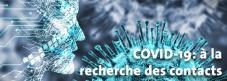 COVID-19: à la
recherche des contacts